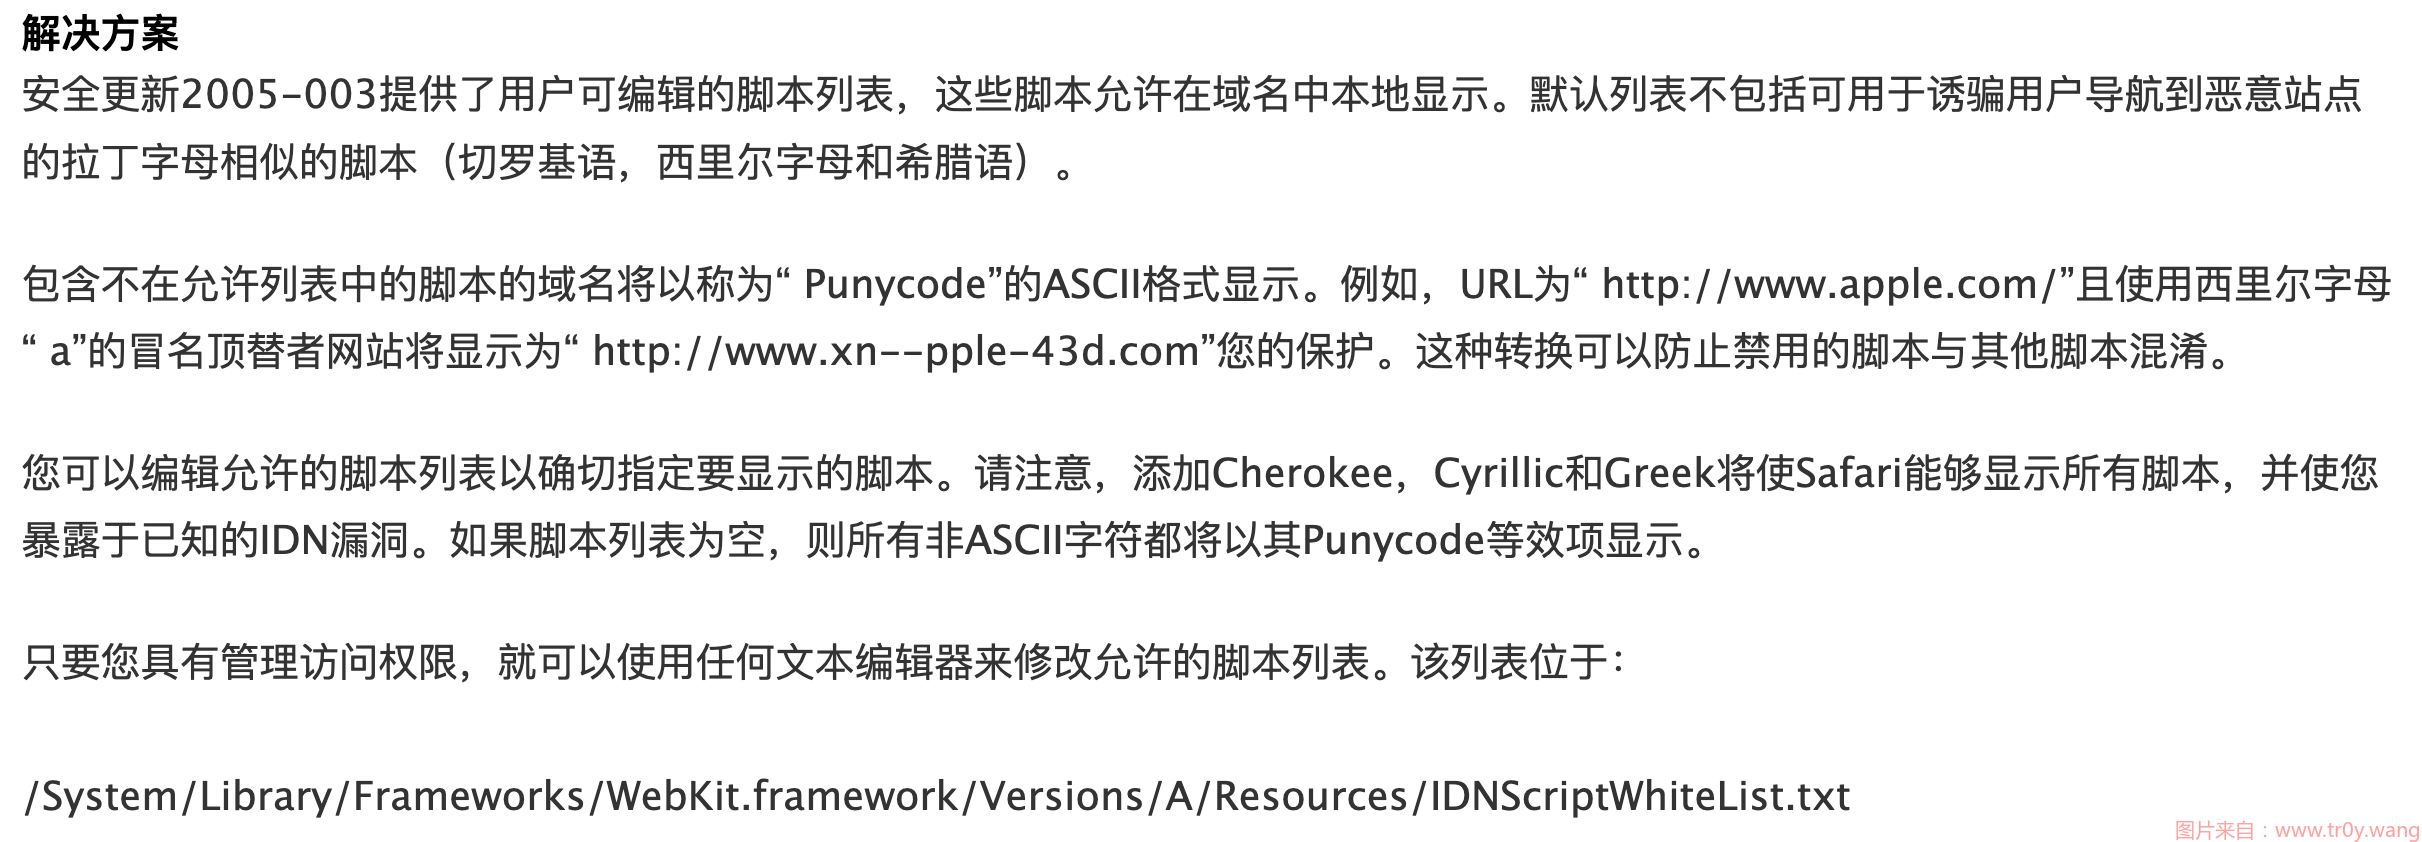 解决方案
安全更新2005-003提供了用户可编辑的脚本列表，这些脚本允许在域名中本地显示。默认列表不包括可用于诱骗用户导航到恶意站点
的拉丁字母相似的脚本（切罗基语，西里尔字母和希腊语）。
包含不在允许列表中的脚本的域名将以称为“ Punycode”的ASCII格式显示。例如，URL为“ http://www.apple.com/”且使用西里尔字母
“ a”的冒名顶替者网站将显示为“ http://www.xn--pple-43d.com”您的保护。这种转换可以防止禁用的脚本与其他脚本混淆。
您可以编辑允许的脚本列表以确切指定要显示的脚本。请注意，添加Cherokee，Cyrillic和Greek将使Safari能够显示所有脚本，并使您
暴露于已知的IDN漏洞。如果脚本列表为空，则所有非ASCII字符都将以其Punycode等效项显示。
只要您具有管理访问权限，就可以使用任何文本编辑器来修改允许的脚本列表。该列表位于：
/System/Library/Frameworks/WebKit.framework/Versions/A/Resources/IDNScriptWhiteList.txt
图片来自：www.tr0y.wang